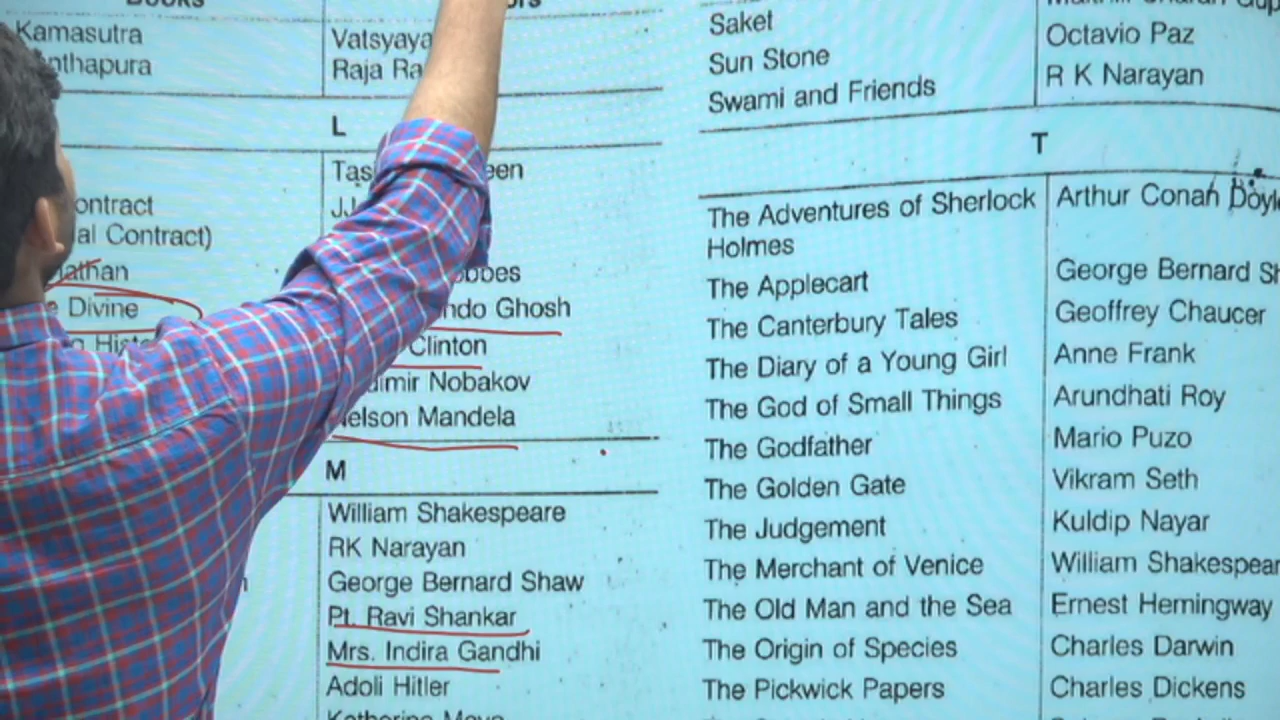 Kamasutra
Vatsyaya
Raja Ra
L
Tas een
ontract
JJ
al Contract)
athan
obbes
Divine
ndo Ghosh
Clinton
dimir Nobakov
elson Mandela
M
William Shakespeare
RK Narayan
George Bernard Shaw
Pt. Ravi Shankar
Mrs. Indira Gandhi
Adoli Hitler
Saket
Sun Stone Octavio Paz
Swami and Friends R K Narayan
T
The Adventures of Sherlock Arthur Conan Doyl
Holmes
The Applecart George Bernard Sh
The Canterbury Tales Geoffrey Chaucer
The Diary of a Young Girl Anne Frank
The God of Small Things Arundhati Roy
The Godfather Mario Puzo
The Golden Gate Vikram Seth
The Judgement Kuldip Nayar
The Merchant of Venice William Shakespear
The Old Man and the Sea Ernest Hemingway
The Origin of Species Charles Darwin
The Pickwick Papers Charles Dickens